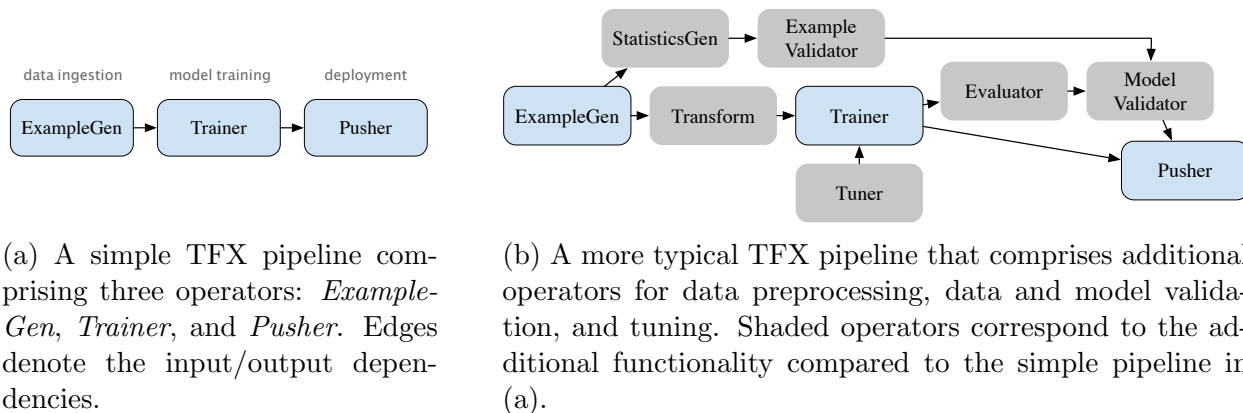 data ingestion
model training
deployment
ExampleGen
Trainer
Pusher
(a) A simple TFX pipeline com-
prising three operators: Example-
Gen, Trainer, and Pusher. Edges
denote the input/output depen-
dencies.
StatisticsGen
Example
Validator
ExampleGen
Transform
Trainer
Evaluator
Model
Validator
Tuner
Pusher
(b) A more typical TFX pipeline that comprises additional
operators for data preprocessing, data and model valida-
tion, and tuning. Shaded operators correspond to the ad-
ditional functionality compared to the simple pipeline in
(a).